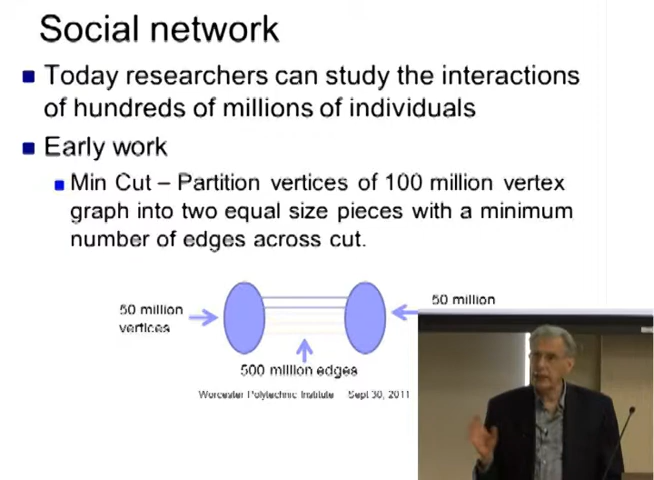 Social network
Today researchers can study the interactions
of hundreds of millions of individuals
Early work
Min Cut – Partition vertices of 100 million vertex
graph into two equal size pieces with a minimum
number of edges across cut.
50 million
vertices
50 million
500 million edges
Worcester Polytechnic Institute Sept 30, 2011